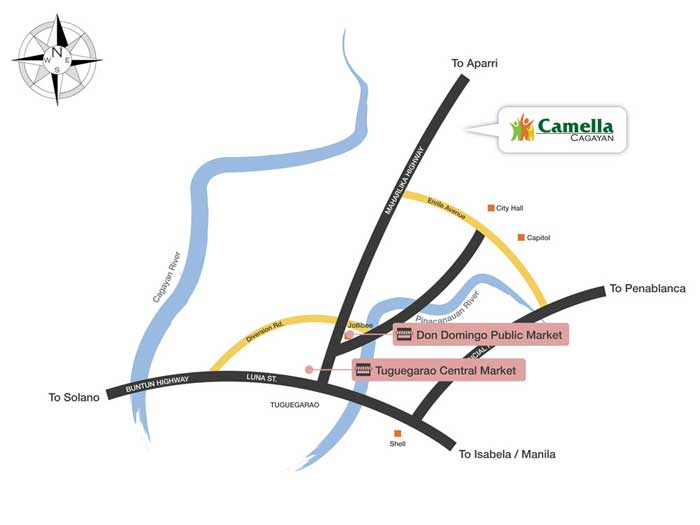 N
W
E
S
To Aparri
Camella
CAGAYAN
MAHARLIKA HIGHWAY
Enrile Avenue
City Hall
Capitol
Cagayan River
To Penablanca
Pinacanauan River
Diversion Rd.
Jollibee
Don Domingo Public Market
Tuguegarao Central Market
BUNTUN HIGHWAY
LUNA ST.
To Solano
TUGUEGARAO
Shell
To Isabela / Manila